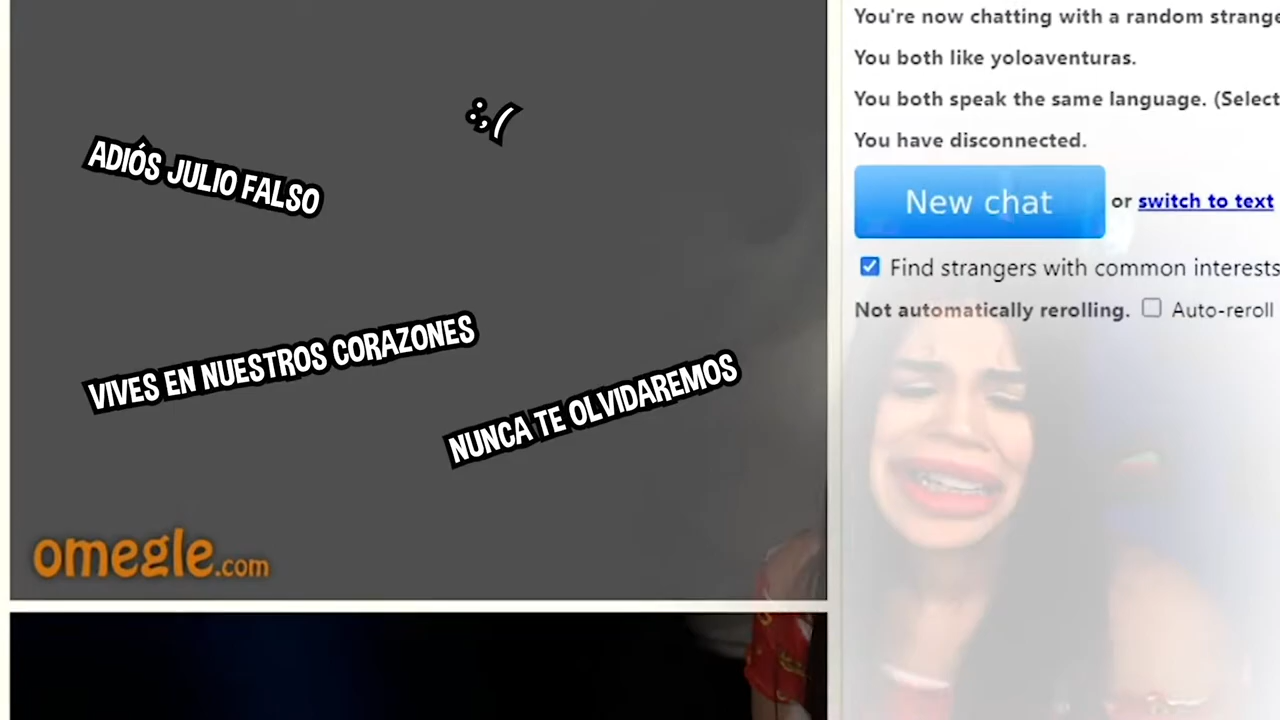 You're now chatting with a random strange
You both like yoloaventuras.
You both speak the same language. (Select
You have disconnected.
New chat or switch to text
Find strangers with common interests
Not automatically rerolling. Auto-reroll
:,(
ADIÓS JULIO FALSO
VIVES EN NUESTROS CORAZONES
NUNCA TE OLVIDAREMOS
omegle.com